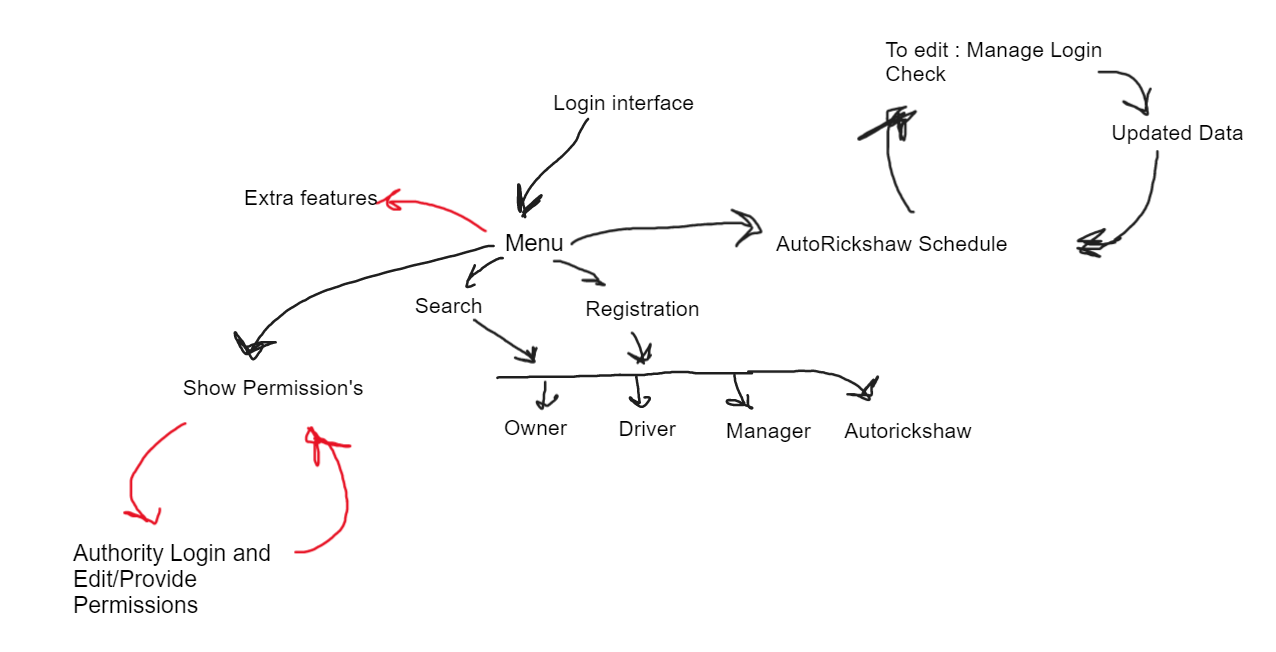 To edit : Manage Login
Check
Login interface
Updated Data
Extra features
Menu
AutoRickshaw Schedule
Search
Registration
Show Permission's
Owner
Driver
Manager
Autorickshaw
Authority Login and
Edit/Provide
Permissions